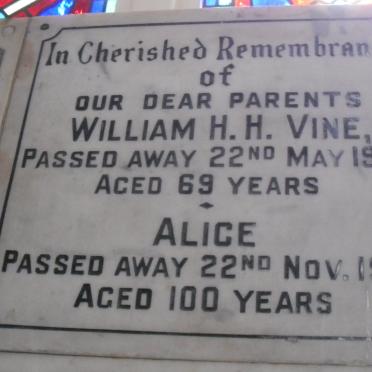 In Cherished Remembran
of
OUR DEAR PARENTS
WILLIAM H. H. VINE,
PASSED AWAY 22ND MAY 19
AGED 69 YEARS
ALICE
PASSED AWAY 22ND NOV. 19
AGED 100 YEARS